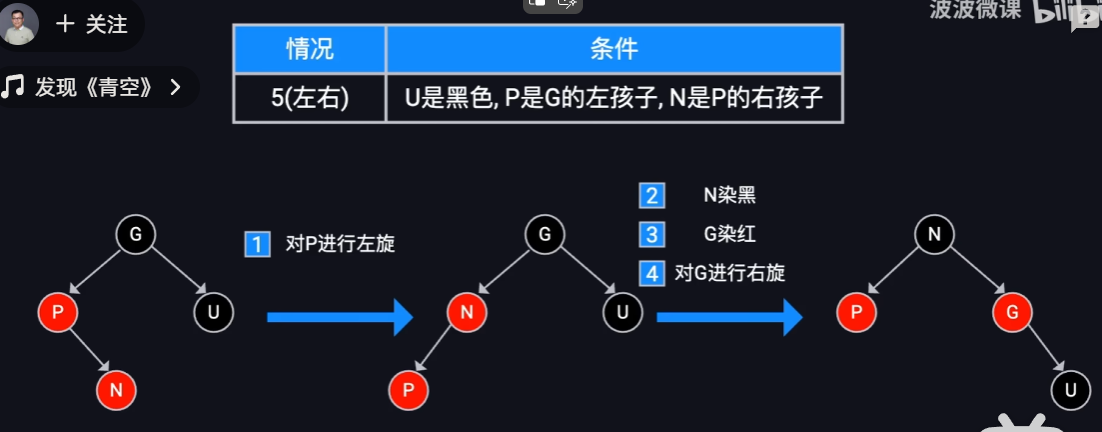 波波微课 bilibili
＋ 关注
发现《青空》 >
情况 条件
5(左右) U是黑色, P是G的左孩子, N是P的右孩子
1 对P进行左旋
2 N染黑
3 G染红
4 对G进行右旋
G G N
P U N U P G
N P U
?